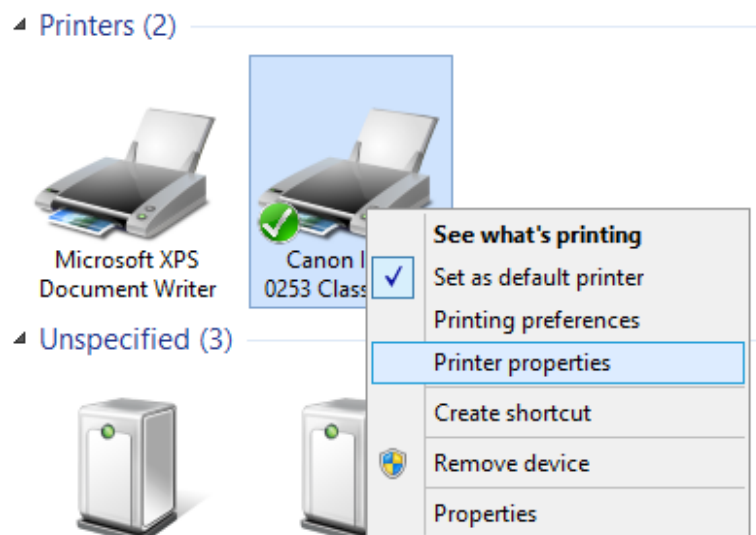 Printers (2)
Microsoft XPS
Document Writer
Canon
0253 Class
See what's printing
Set as default printer
Printing preferences
Printer properties
Create shortcut
Remove device
Properties
Unspecified (3)